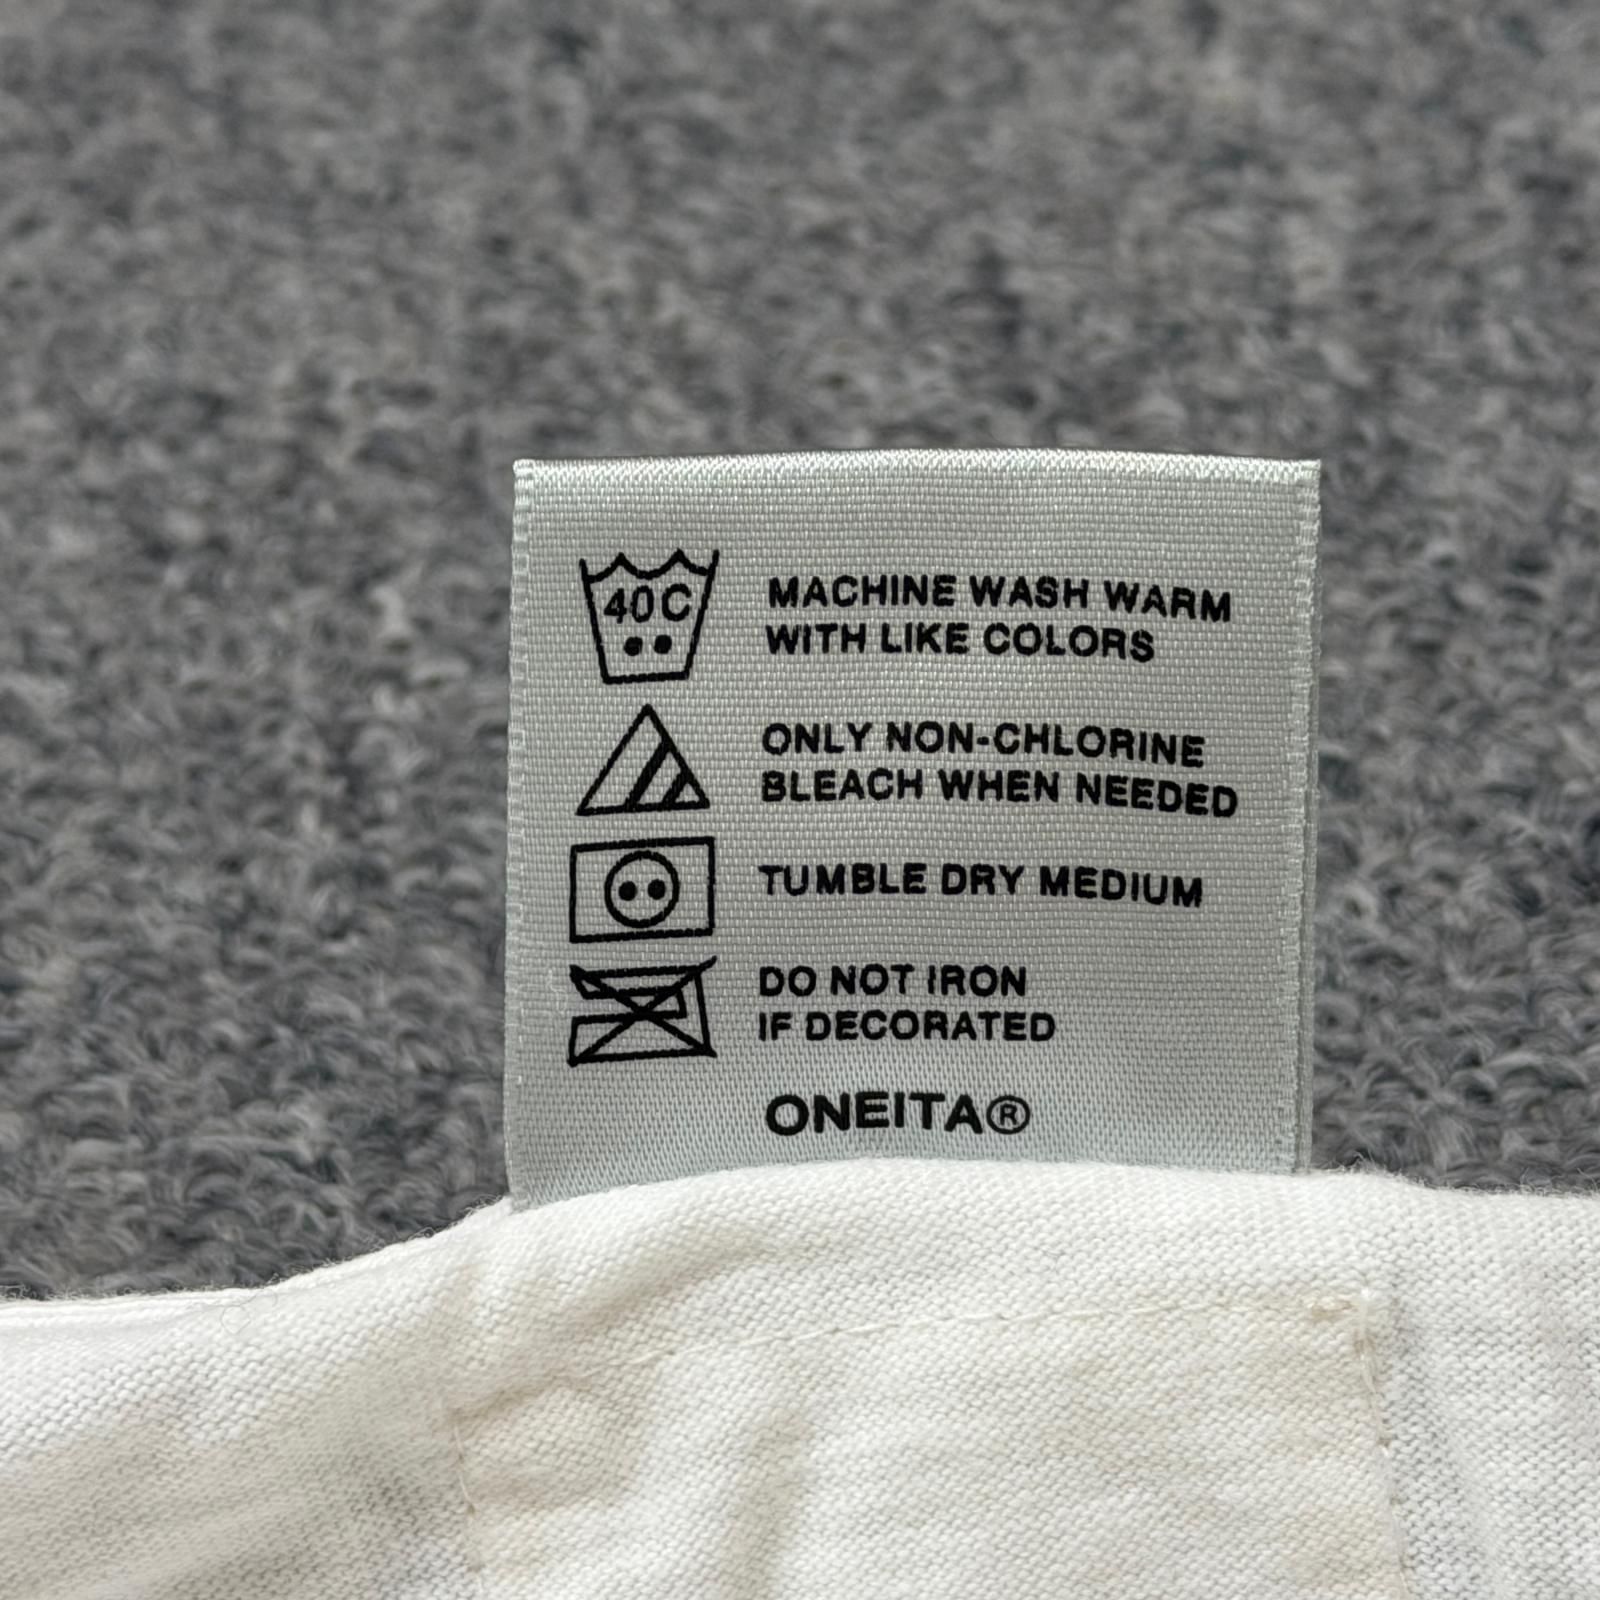 40C
MACHINE WASH WARM
WITH LIKE COLORS
ONLY NON-CHLORINE
BLEACH WHEN NEEDED
TUMBLE DRY MEDIUM
DO NOT IRON
IF DECORATED
ONEITA®